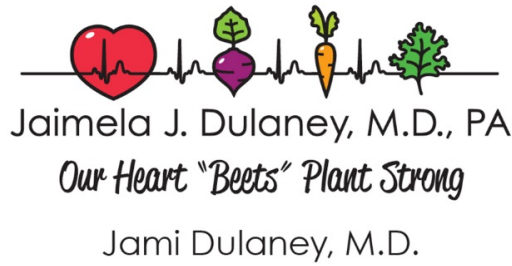 Jaimela J. Dulaney, M.D., PA
Our Heart "Beets" Plant Strong
Jami Dulaney, M.D.